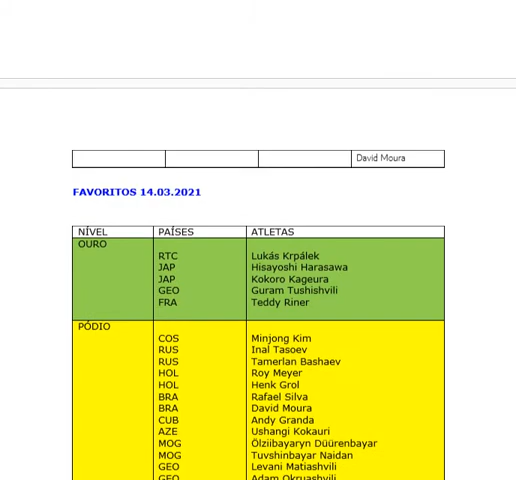 David Moura
FAVORITOS 14.03.2021
NÍVEL PAÍSES ATLETAS
OURO
RTC Lukás Krpálek
JAP Hisayoshi Harasawa
JAP Kokoro Kageura
GEO Guram Tushishvili
FRA Teddy Riner
PÓDIO
COS Minjong Kim
RUS Inal Tasoev
RUS Tamerlan Bashaev
HOL Roy Meyer
HOL Henk Grol
BRA Rafael Silva
BRA David Moura
CUB Andy Granda
AZE Ushangi Kokauri
MOG Ölziibayaryn Düürenbayar
MOG Tuvshinbayar Naidan
GEO Levani Matiashvili
GEO Adam Okruashvili